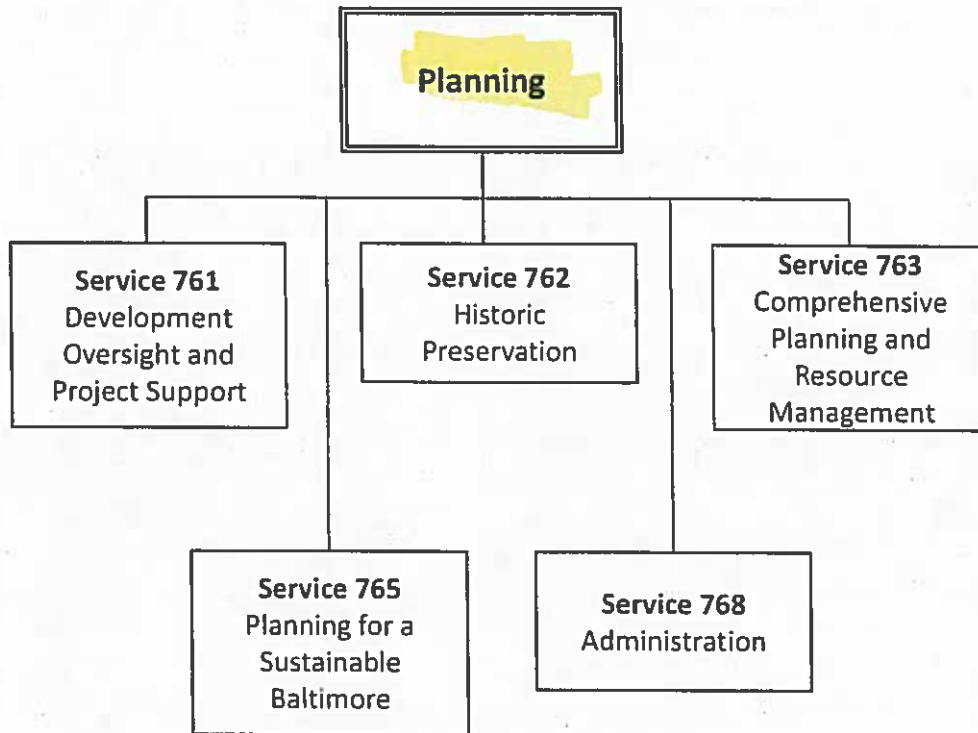 Planning
Service 761
Development
Oversight and
Project Support
Service 762
Historic
Preservation
Service 763
Comprehensive
Planning and
Resource
Management
Service 765
Planning for a
Sustainable
Baltimore
Service 768
Administration